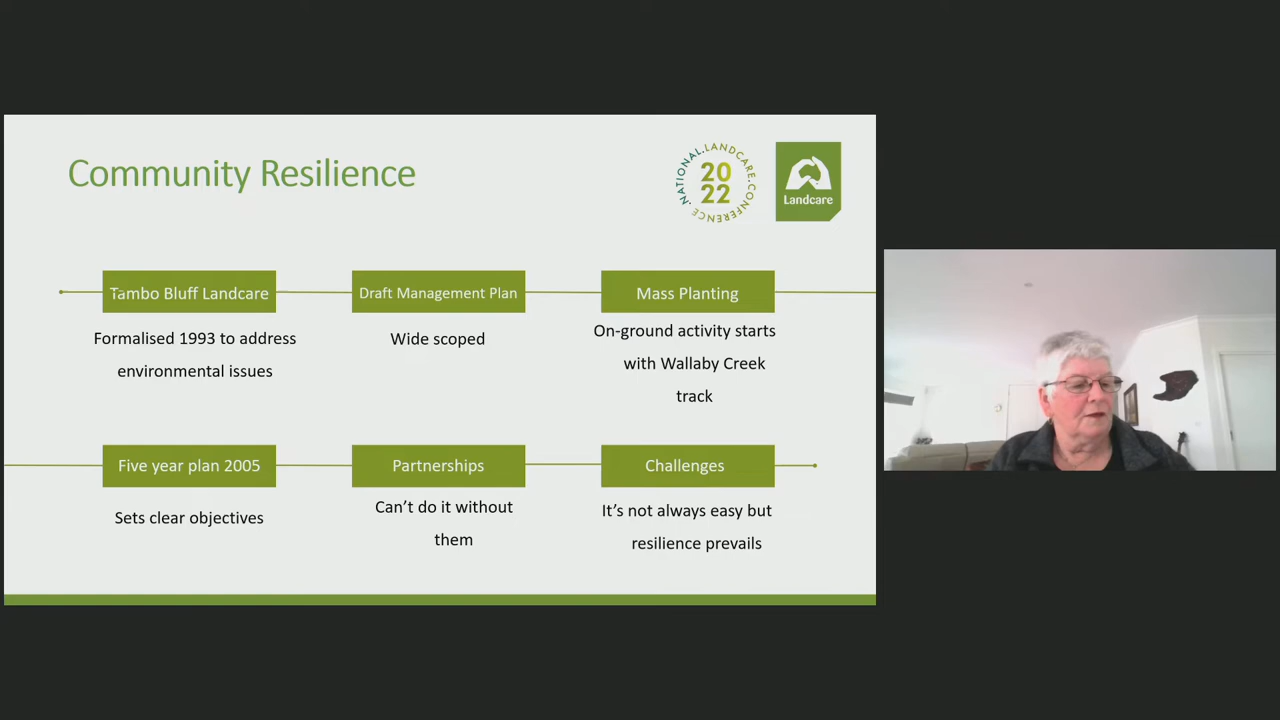 Community Resilience
NATIONAL.LANDCARE.CONFERENCE.
20
22
Landcare
Tambo Bluff Landcare
Formalised 1993 to address
environmental issues
Draft Management Plan
Wide scoped
Mass Planting
On-ground activity starts
with Wallaby Creek
track
Five year plan 2005
Sets clear objectives
Partnerships
Can’t do it without
them
Challenges
It’s not always easy but
resilience prevails